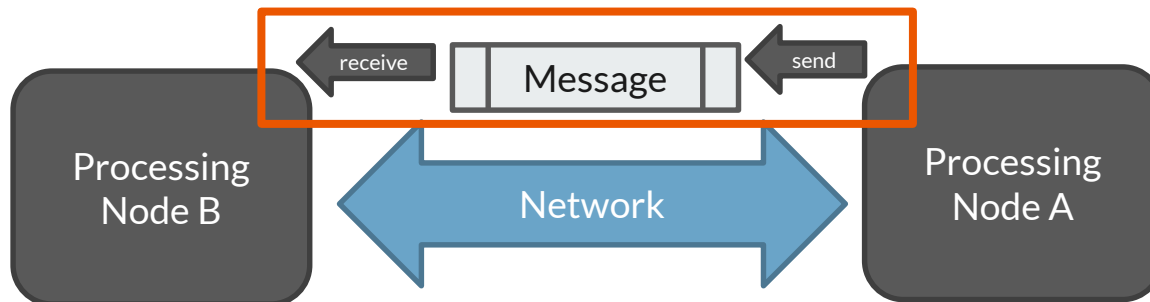 receive
Message
send
Processing
Node B
Network
Processing
Node A